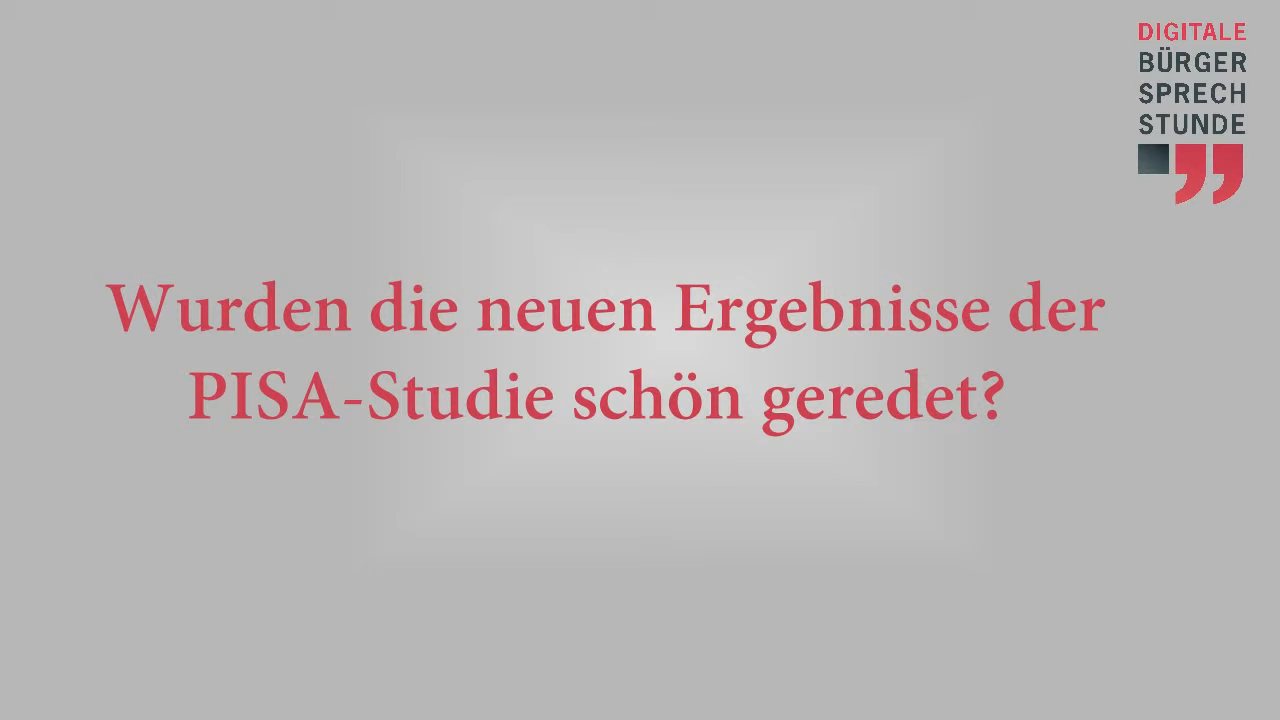 DIGITALE
BÜRGER
SPRECH
STUNDE
Wurden die neuen Ergebnisse der
PISA-Studie schön geredet?